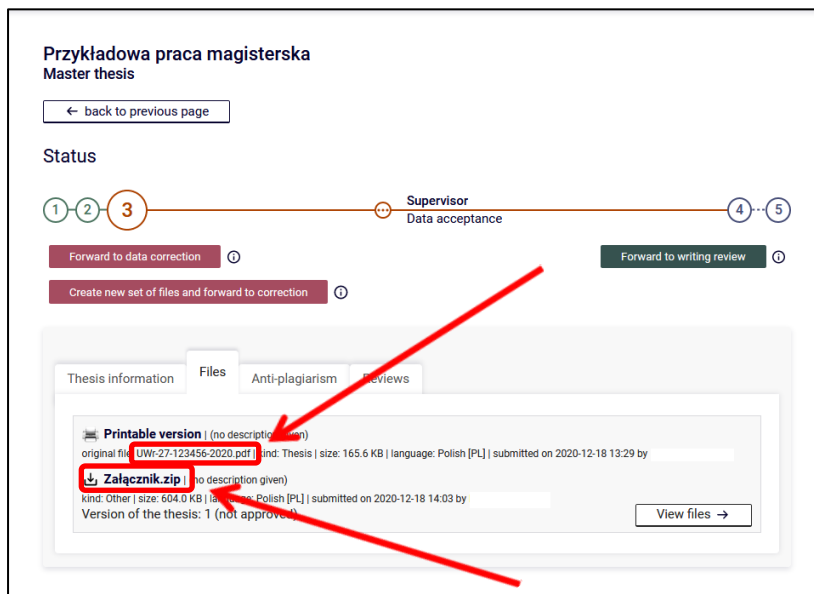 Przykładowa praca magisterska
Master thesis
← back to previous page
Status
1 2 3 Supervisor 4 5
Data acceptance
Forward to data correction Forward to writing review
Create new set of files and forward to correction
Thesis information Files Anti-plagiarism Reviews
Printable version | (no description given)
original file UWr-27-123456-2020.pdf | kind: Thesis | size: 165.6 KB | language: Polish [PL] | submitted on 2020-12-18 13:29 by
Załącznik.zip | (no description given)
kind: Other | size: 604.0 KB | language: Polish [PL] | submitted on 2020-12-18 14:03 by
Version of the thesis: 1 (not approved)
View files →